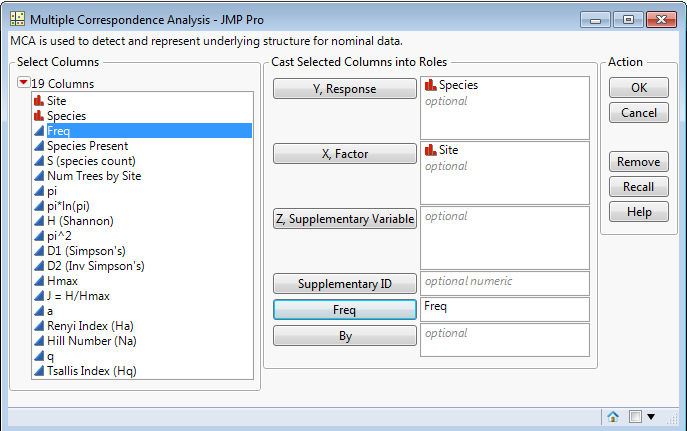 Multiple Correspondence Analysis - JMP Pro
MCA is used to detect and represent underlying structure for nominal data.
Select Columns
19 Columns
Site
Species
Freq
Species Present
S (species count)
Num Trees by Site
pi
pi*ln(pi)
H (Shannon)
pi^2
D1 (Simpson's)
D2 (Inv Simpson's)
Hmax
J = H/Hmax
a
Renyi Index (Ha)
Hill Number (Na)
q
Tsallis Index (Hq)
Cast Selected Columns into Roles
Y, Response
Species
optional
X, Factor
Site
optional
Z, Supplementary Variable
optional
Supplementary ID
optional numeric
Freq
Freq
By
optional
Action
OK
Cancel
Remove
Recall
Help